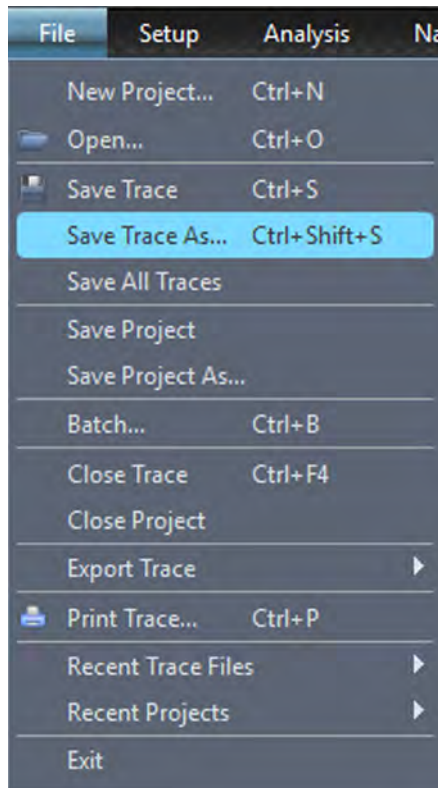 File Setup Analysis Na
New Project... Ctrl+N
Open... Ctrl+O
Save Trace Ctrl+S
Save Trace As... Ctrl+Shift+S
Save All Traces
Save Project
Save Project As...
Batch... Ctrl+B
Close Trace Ctrl+F4
Close Project
Export Trace
Print Trace... Ctrl+P
Recent Trace Files
Recent Projects
Exit